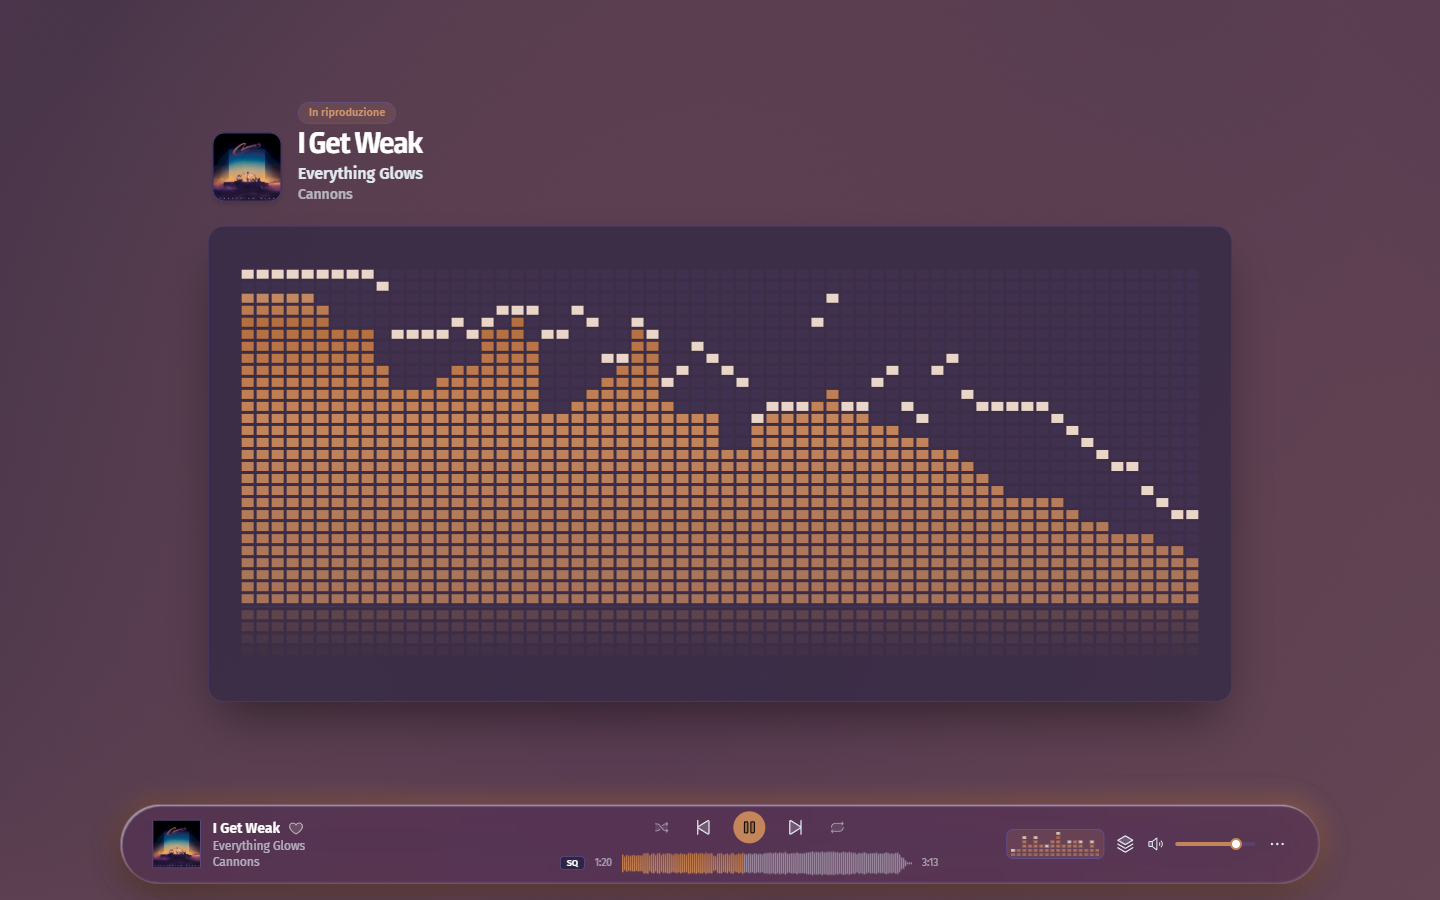 In riproduzione
I Get Weak
Everything Glows
Cannons
I Get Weak
Everything Glows
Cannons
SQ
1:20
3:13